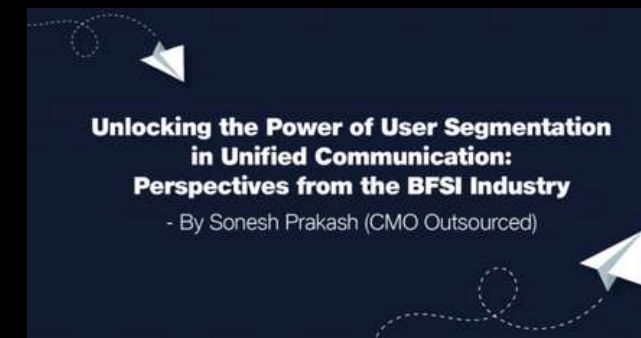 Unlocking the Power of User Segmentation
in Unified Communication:
Perspectives from the BFSI Industry
- By Sonesh Prakash (CMO Outsourced)